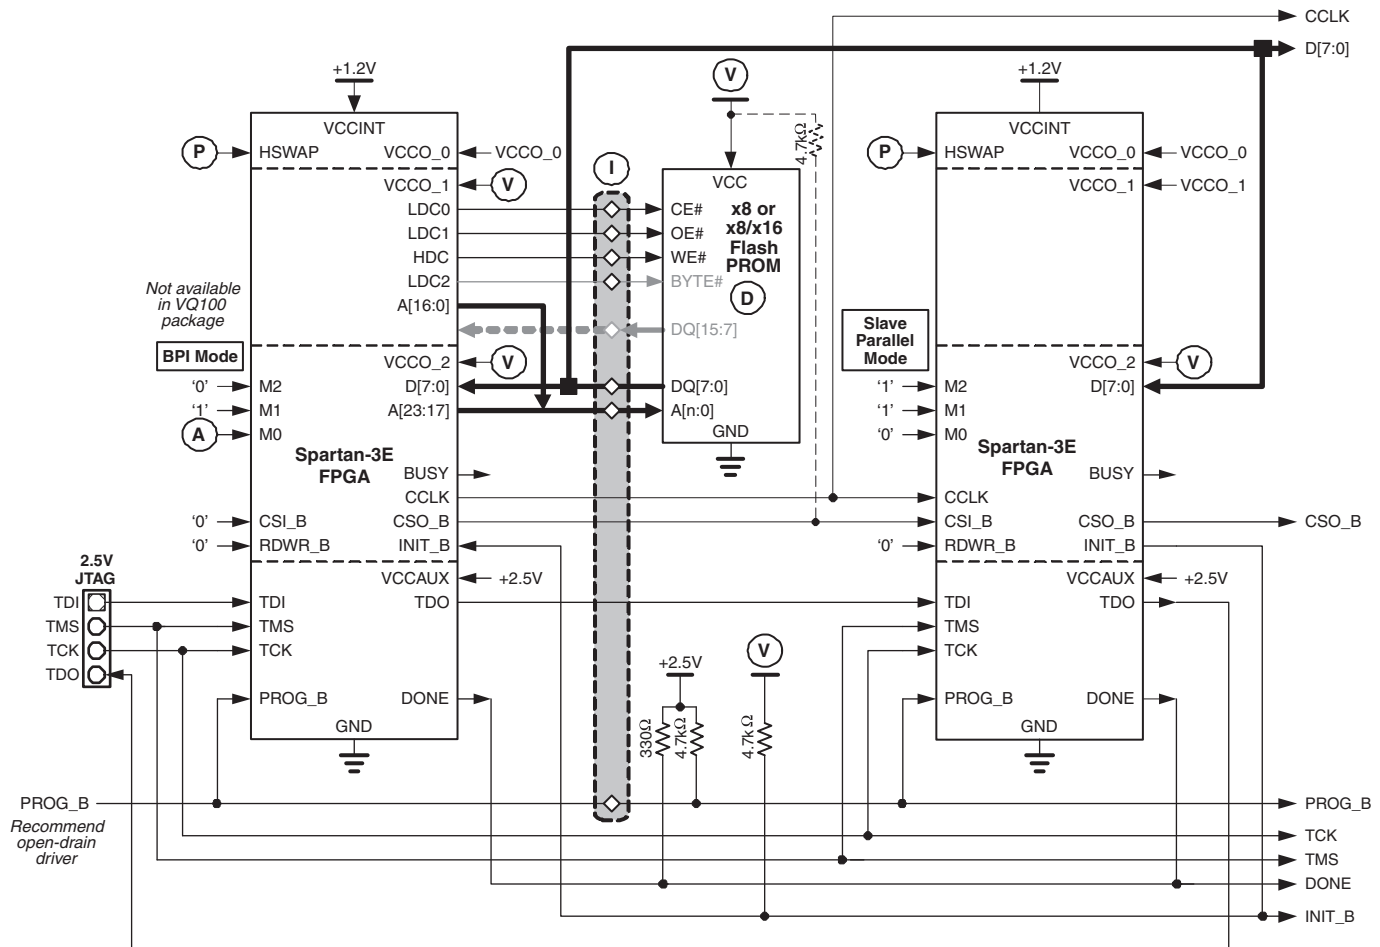 CCLK
D[7:0]
+1.2V
V
+1.2V
VCCINT
P
HSWAP
VCCO_0
VCCO_0
VCCO_1
V
LDC0
LDC1
HDC
LDC2
A[16:0]
Not available
in VQ100
package
BPI Mode
VCCO_2
V
'0'
M2
D[7:0]
'1'
M1
A[23:17]
A
M0
Spartan-3E
FPGA
BUSY
CCLK
'0'
CSI_B
CSO_B
'0'
RDWR_B
INIT_B
2.5V
JTAG
VCCAUX
+2.5V
TDI
TDI
TDO
TMS
TMS
TCK
TCK
TDO
PROG_B
DONE
GND
I
4.7kΩ
VCC
CE#
x8 or
x8/x16
Flash
PROM
OE#
WE#
BYTE#
D
DQ[15:7]
DQ[7:0]
A[n:0]
GND
+2.5V
V
330Ω
4.7kΩ
4.7kΩ
VCCINT
P
HSWAP
VCCO_0
VCCO_0
VCCO_1
VCCO_1
Slave
Parallel
Mode
VCCO_2
V
'1'
M2
D[7:0]
'1'
M1
'0'
M0
Spartan-3E
FPGA
BUSY
CCLK
CSI_B
CSO_B
CSO_B
'0'
RDWR_B
INIT_B
VCCAUX
+2.5V
TDI
TDO
TMS
TCK
PROG_B
DONE
GND
PROG_B
Recommend
open-drain
driver
PROG_B
TCK
TMS
DONE
INIT_B